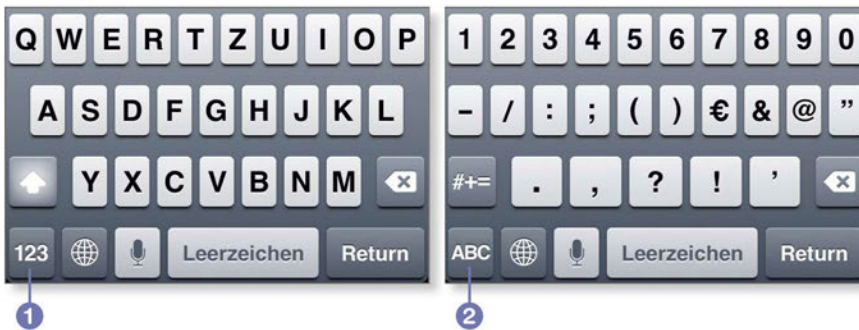 Q W E R T Z U I O P
A S D F G H J K L
Y X C V B N M
123 Leerzeichen Return
1
1 2 3 4 5 6 7 8 9 0
- / : ; ( ) € & @ ”
#+= . , ? ! ’
ABC Leerzeichen Return
2